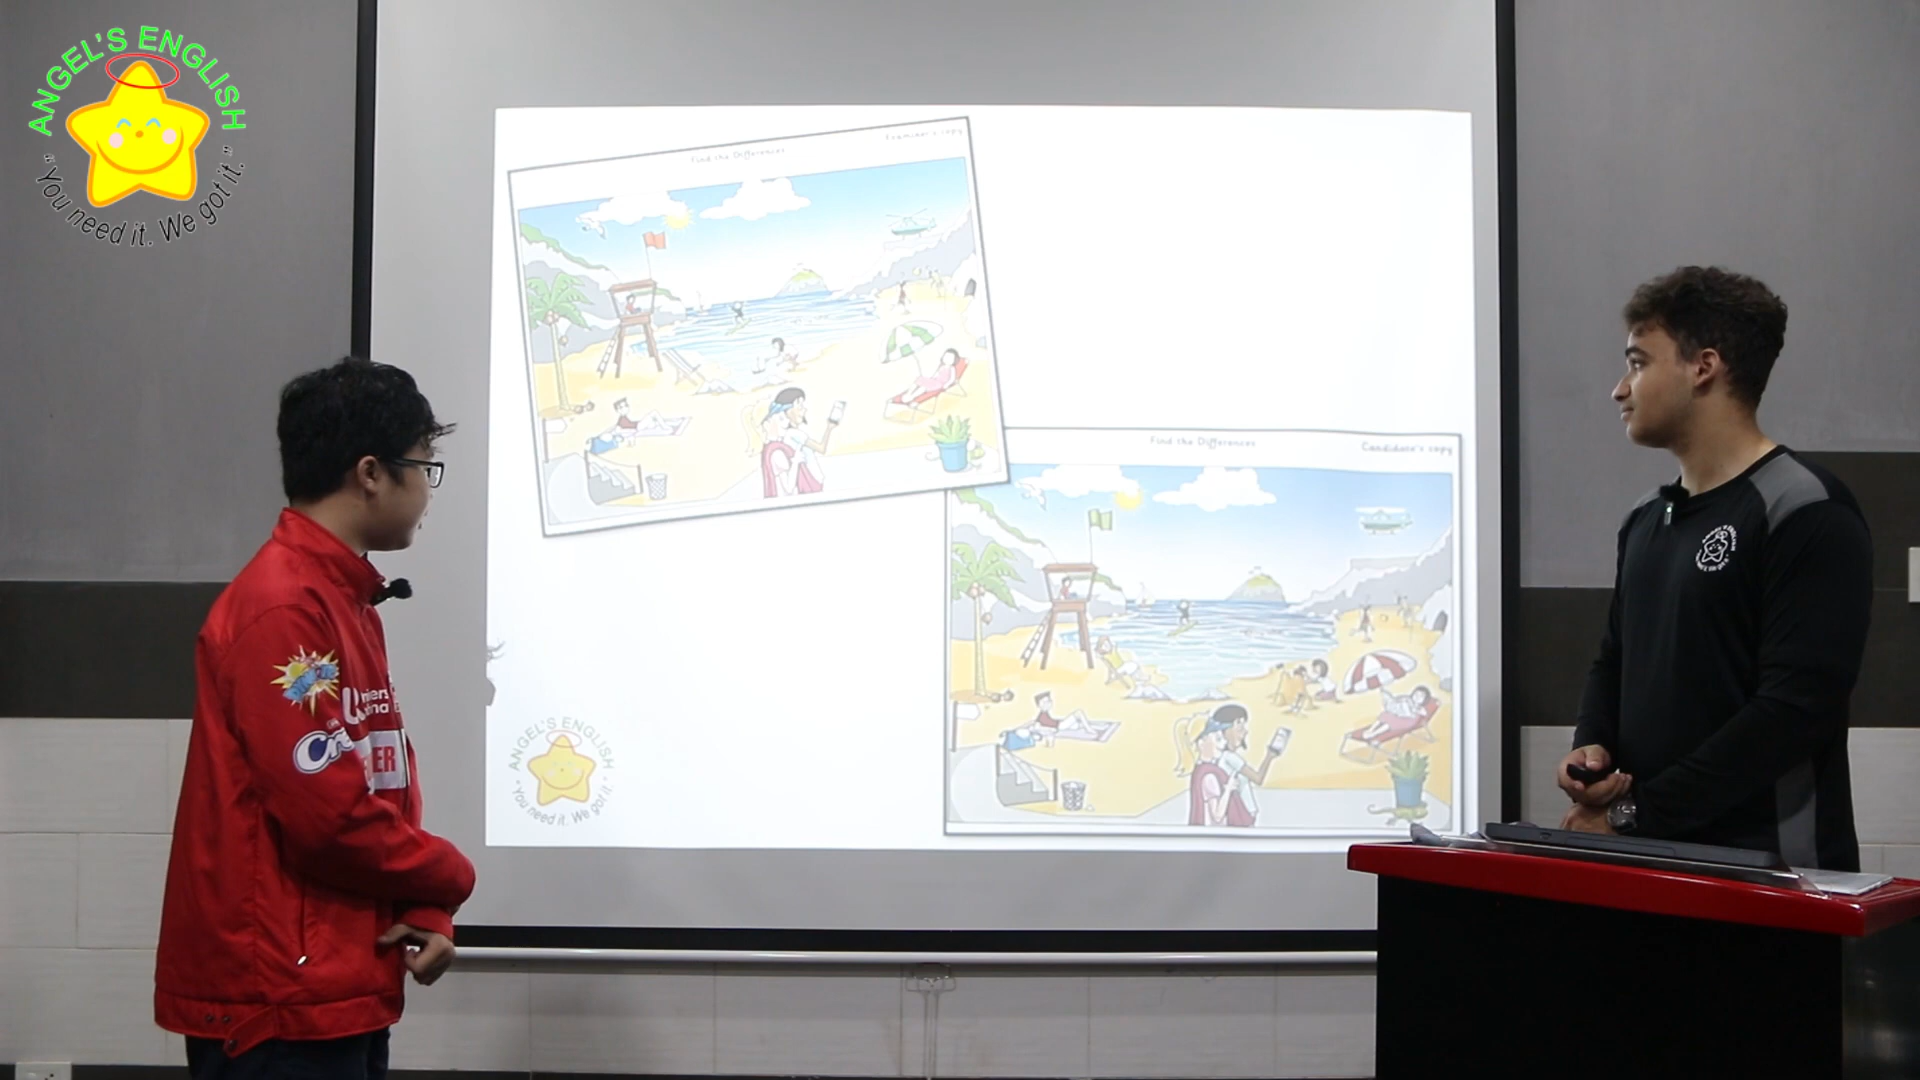 ANGEL'S ENGLISH
"You need it. We got it."
Find the Differences
Examiner's copy
Find the Differences
Candidate's copy
ANGEL'S ENGLISH
"You need it. We got it."